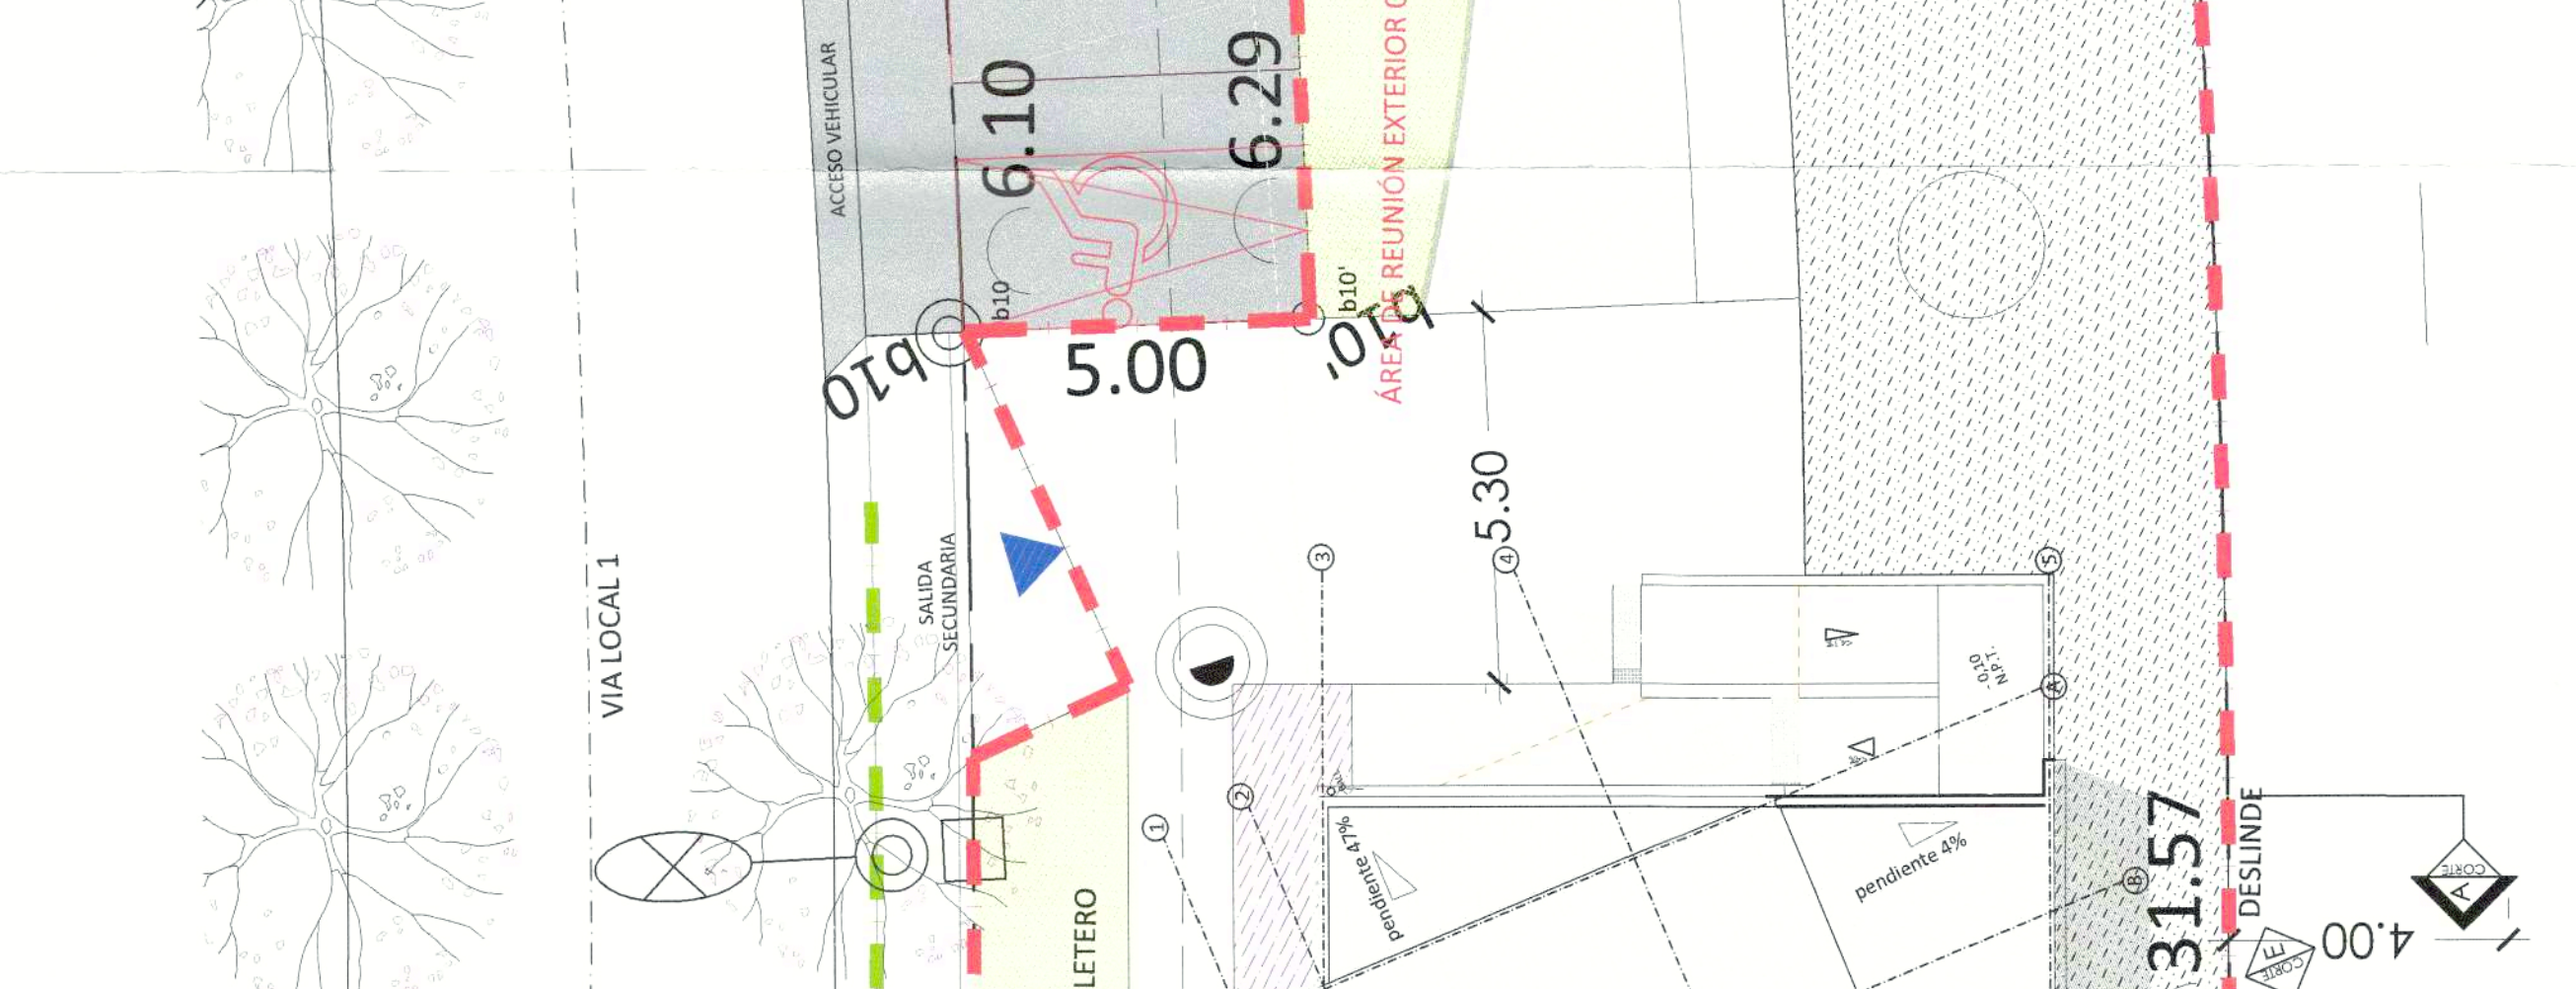 ACCESO VEHICULAR
6.10
6.29
ÁREA DE REUNIÓN EXTERIOR
b10
b10'
b10
b10'
5.00
5.30
VIA LOCAL 1
SALIDA
SECUNDARIA
3
4
5
-0.10
N.P.T.
A
2
1
pendiente 47%
pendiente 4%
B
LETERO
31.57
DESLINDE
CORTE
A
4.00
CORTE
E